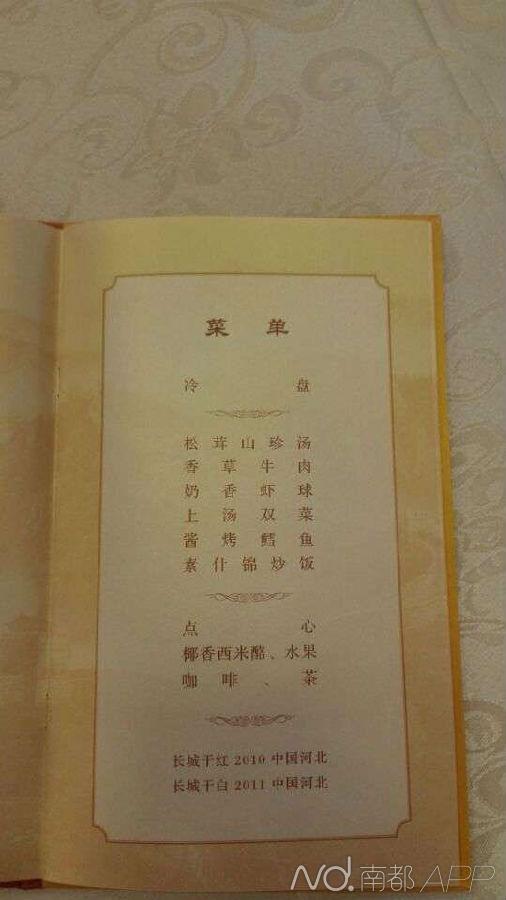 菜单
冷盘
松茸山珍汤
香草牛肉
奶香虾球
上汤双菜
酱烤鳕鱼
素什锦炒饭
点心
椰香西米酪、水果
咖啡、茶
长城干红 2010 中国河北
长城干白 2011 中国河北
Nd.南都APP